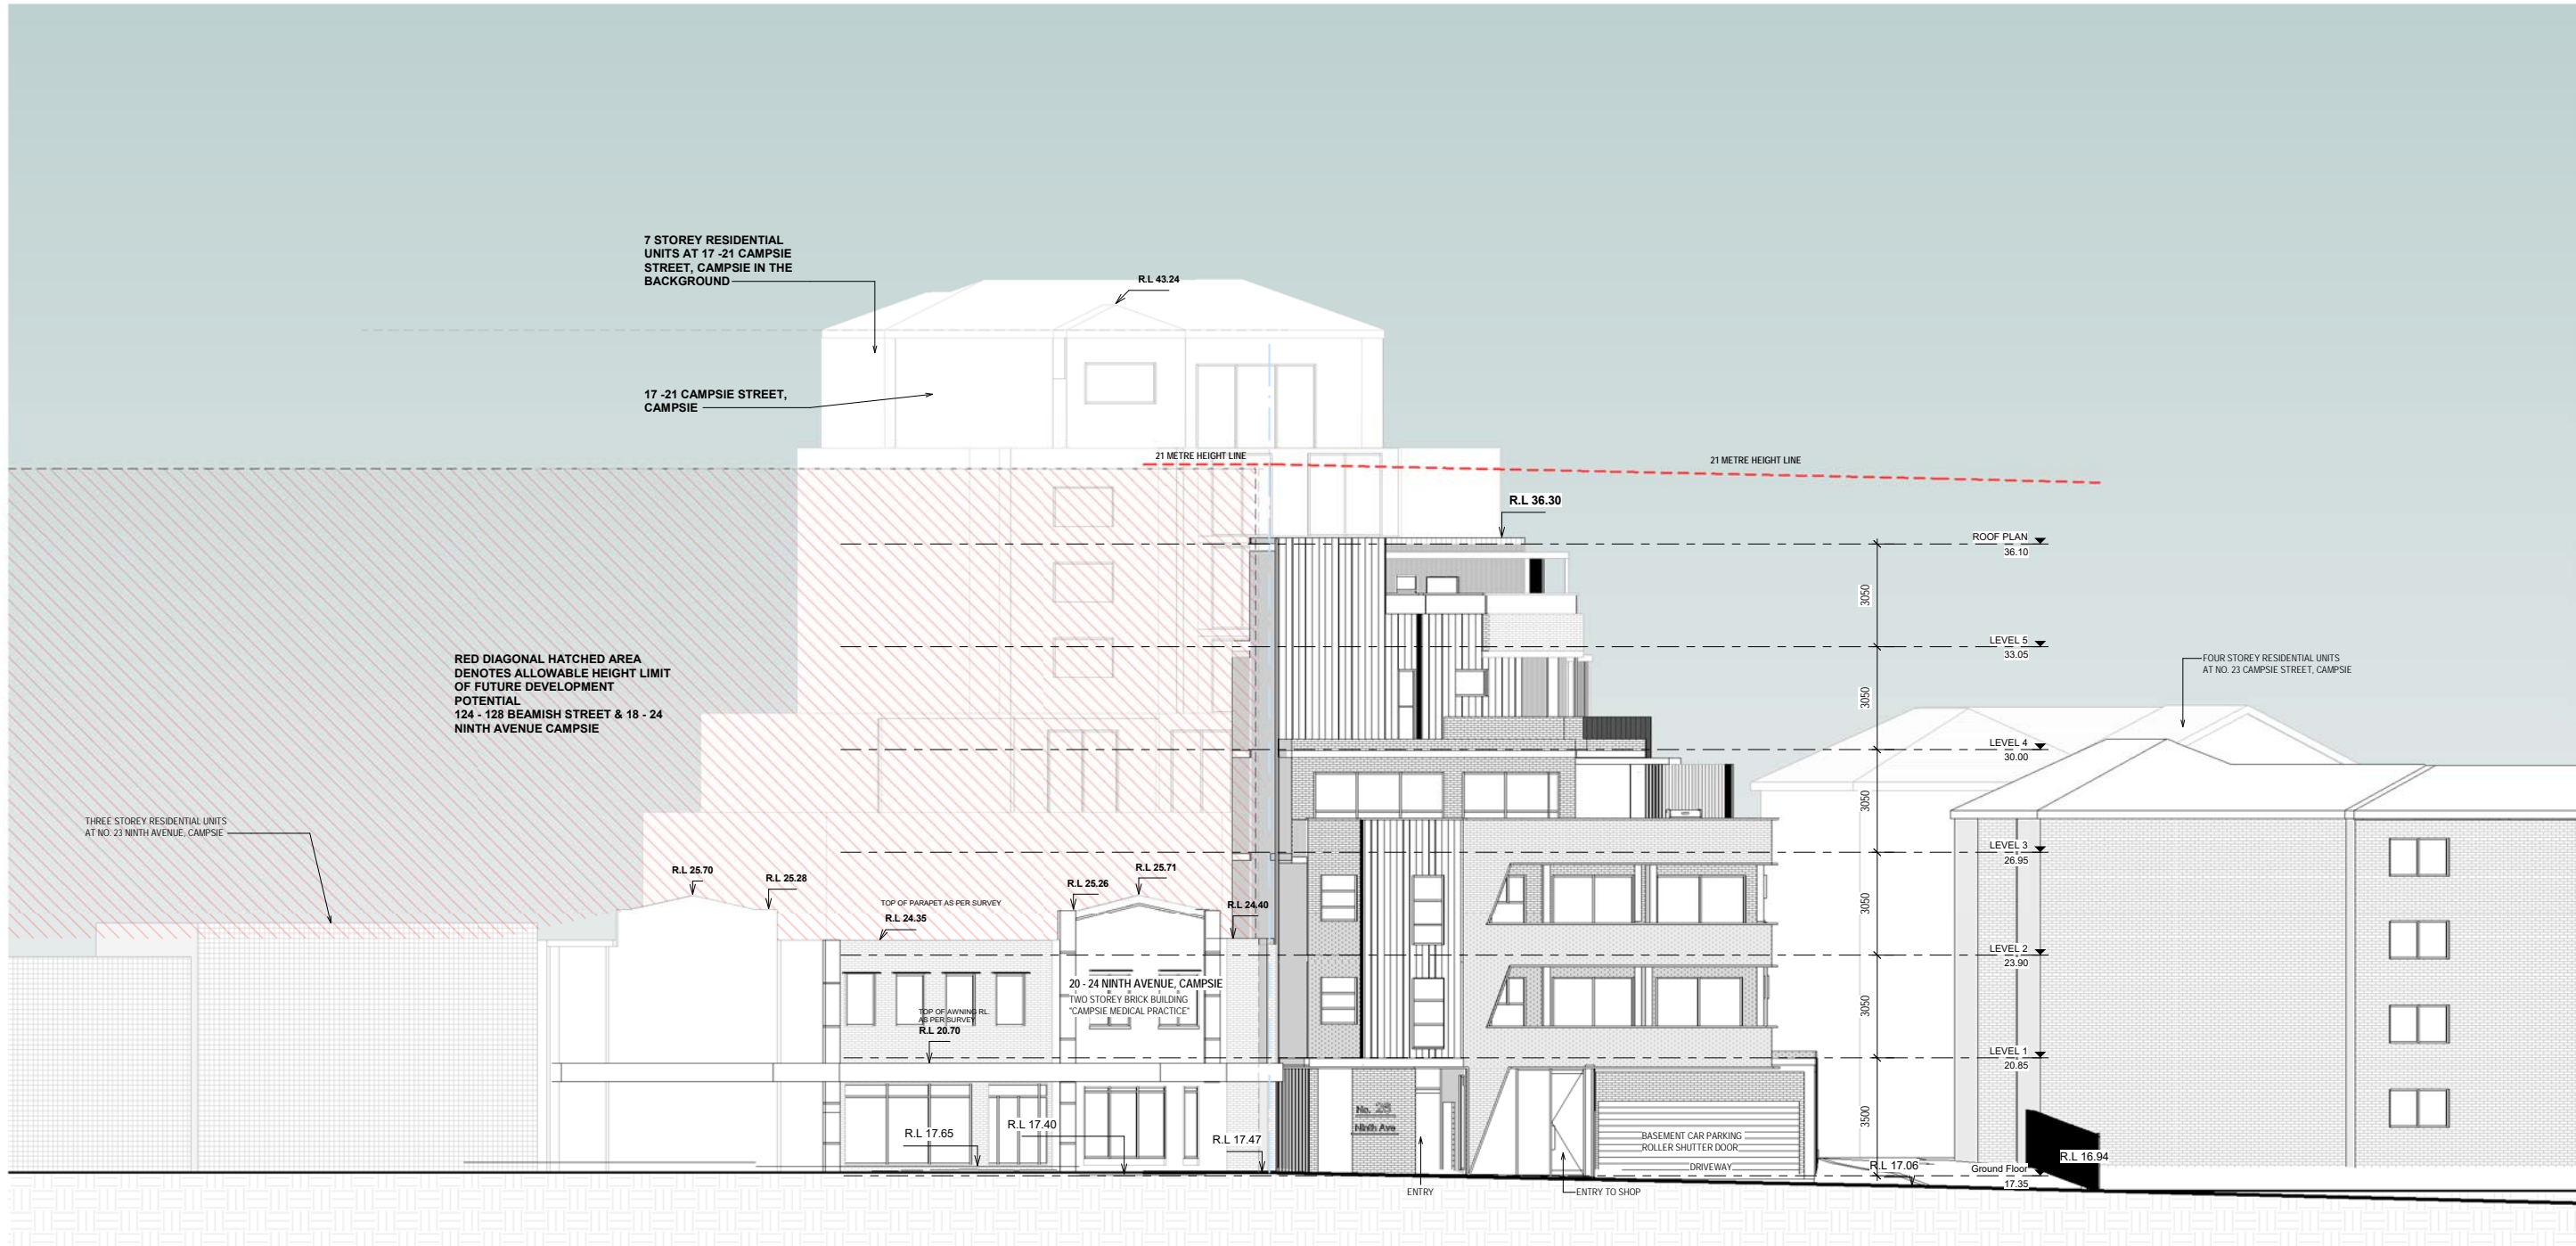 7 STOREY RESIDENTIAL
UNITS AT 17 -21 CAMPSIE
STREET, CAMPSIE IN THE
BACKGROUND
R.L 43.24
17 -21 CAMPSIE STREET,
CAMPSIE
21 METRE HEIGHT LINE
21 METRE HEIGHT LINE
R.L 36.30
ROOF PLAN
36.10
3050
LEVEL 5
33.05
RED DIAGONAL HATCHED AREA
DENOTES ALLOWABLE HEIGHT LIMIT
OF FUTURE DEVELOPMENT
POTENTIAL
124 - 128 BEAMISH STREET & 18 - 24
NINTH AVENUE CAMPSIE
FOUR STOREY RESIDENTIAL UNITS
AT NO. 23 CAMPSIE STREET, CAMPSIE
3050
LEVEL 4
30.00
3050
THREE STOREY RESIDENTIAL UNITS
AT NO. 23 NINTH AVENUE, CAMPSIE
LEVEL 3
26.95
R.L 25.70
R.L 25.28
R.L 25.26
R.L 25.71
TOP OF PARAPET AS PER SURVEY
R.L 24.35
R.L 24.40
3050
LEVEL 2
23.90
20 - 24 NINTH AVENUE, CAMPSIE
TWO STOREY BRICK BUILDING
"CAMPSIE MEDICAL PRACTICE"
TOP OF AWNING RL.
AS PER SURVEY
R.L 20.70
3050
LEVEL 1
20.85
3500
No. 26
Ninth Ave
R.L 17.65
R.L 17.40
R.L 17.47
BASEMENT CAR PARKING
ROLLER SHUTTER DOOR
DRIVEWAY
R.L 17.06
Ground Floor
17.35
R.L 16.94
ENTRY
ENTRY TO SHOP